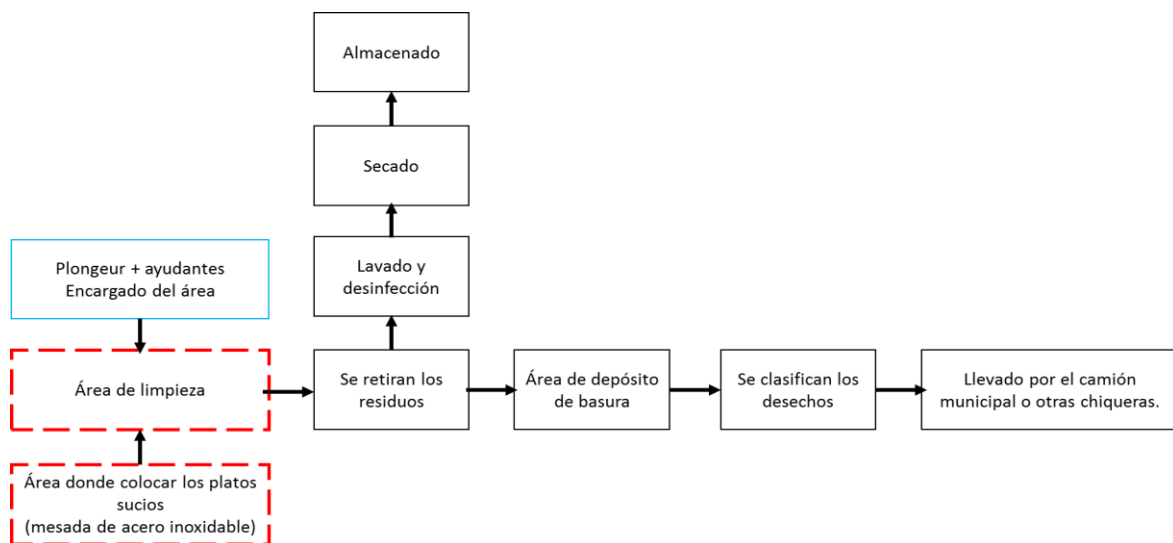 Almacenado
Secado
Plongeur + ayudantes
Encargado del área
Lavado y
desinfección
Área de limpieza
Se retiran los
residuos
Área de depósito
de basura
Se clasifican los
desechos
Llevado por el camión
municipal o otras chiqueras.
Área donde colocar los platos
sucios
(mesada de acero inoxidable)